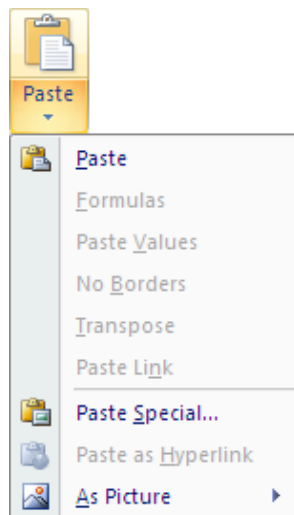 Paste
Paste
Formulas
Paste Values
No Borders
Transpose
Paste Link
Paste Special...
Paste as Hyperlink
As Picture